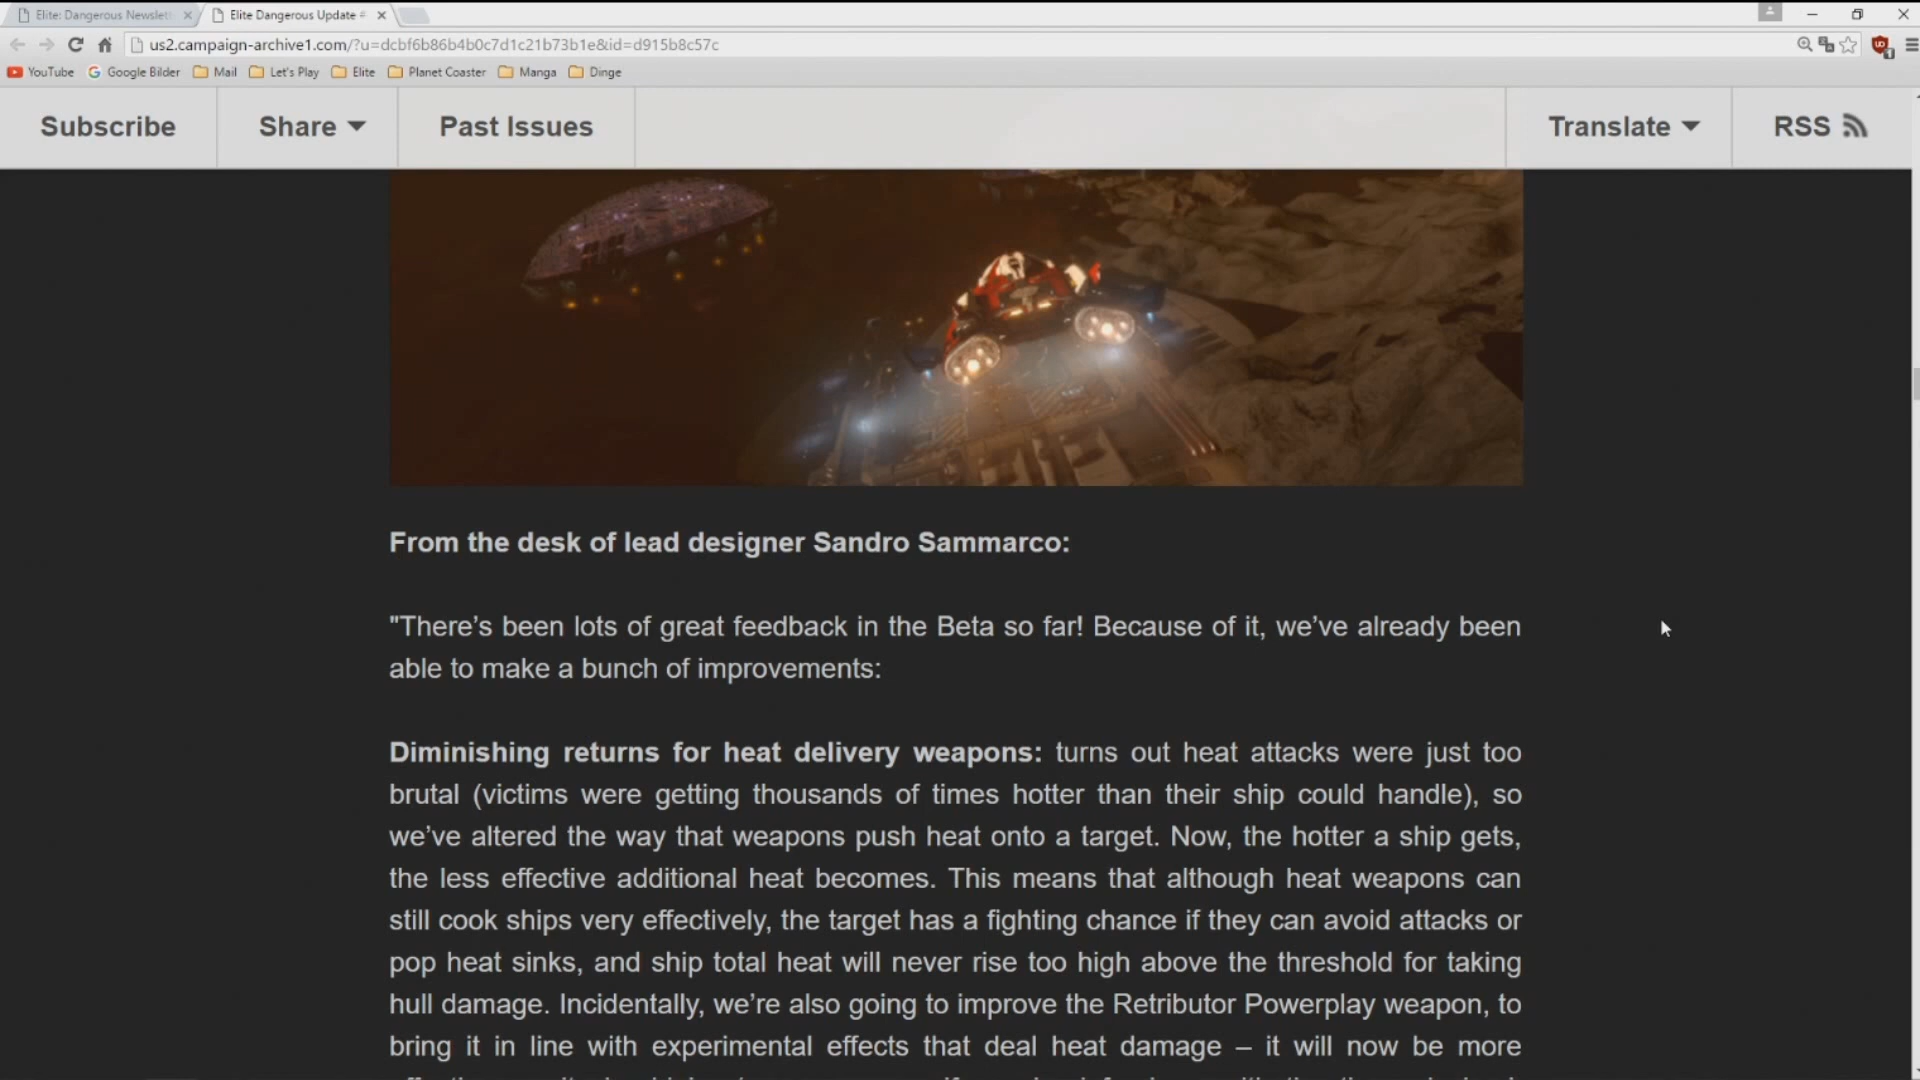 Elite: Dangerous Newslet
Elite Dangerous Update #
us2.campaign-archive1.com/?u=dcbf6b86b4b0c7d1c21b73b1e&id=d915b8c57c
YouTube Google Bilder Mail Let's Play Elite Planet Coaster Manga Dinge
Subscribe Share Past Issues Translate RSS
From the desk of lead designer Sandro Sammarco:
"There’s been lots of great feedback in the Beta so far! Because of it, we’ve already been
able to make a bunch of improvements:
Diminishing returns for heat delivery weapons: turns out heat attacks were just too
brutal (victims were getting thousands of times hotter than their ship could handle), so
we’ve altered the way that weapons push heat onto a target. Now, the hotter a ship gets,
the less effective additional heat becomes. This means that although heat weapons can
still cook ships very effectively, the target has a fighting chance if they can avoid attacks or
pop heat sinks, and ship total heat will never rise too high above the threshold for taking
hull damage. Incidentally, we’re also going to improve the Retributor Powerplay weapon, to
bring it in line with experimental effects that deal heat damage – it will now be more